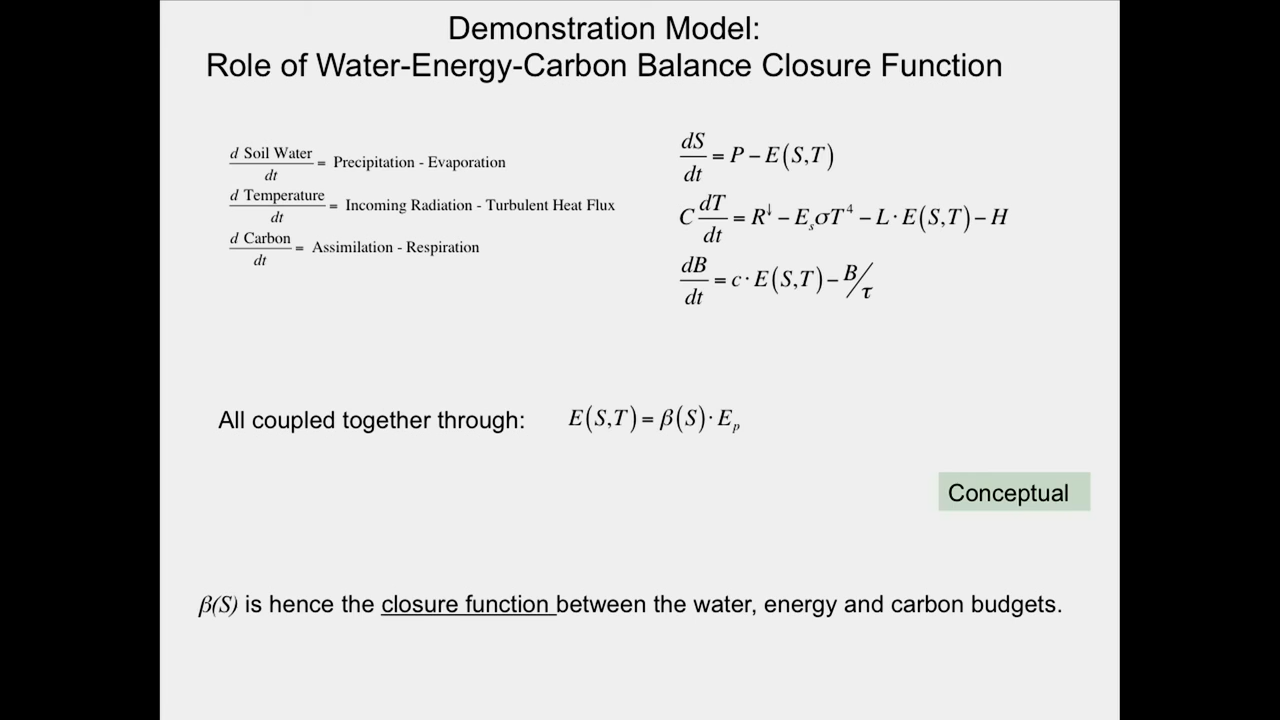 Demonstration Model:
Role of Water-Energy-Carbon Balance Closure Function
d Soil Water / dt = Precipitation - Evaporation
d Temperature / dt = Incoming Radiation - Turbulent Heat Flux
d Carbon / dt = Assimilation - Respiration
dS/dt = P − E(S,T)
C dT/dt = R↓ − EₛσT⁴ − L · E(S,T) − H
dB/dt = c · E(S,T) − B/τ
All coupled together through: E(S,T) = β(S) · Eₚ
Conceptual
β(S) is hence the closure function between the water, energy and carbon budgets.